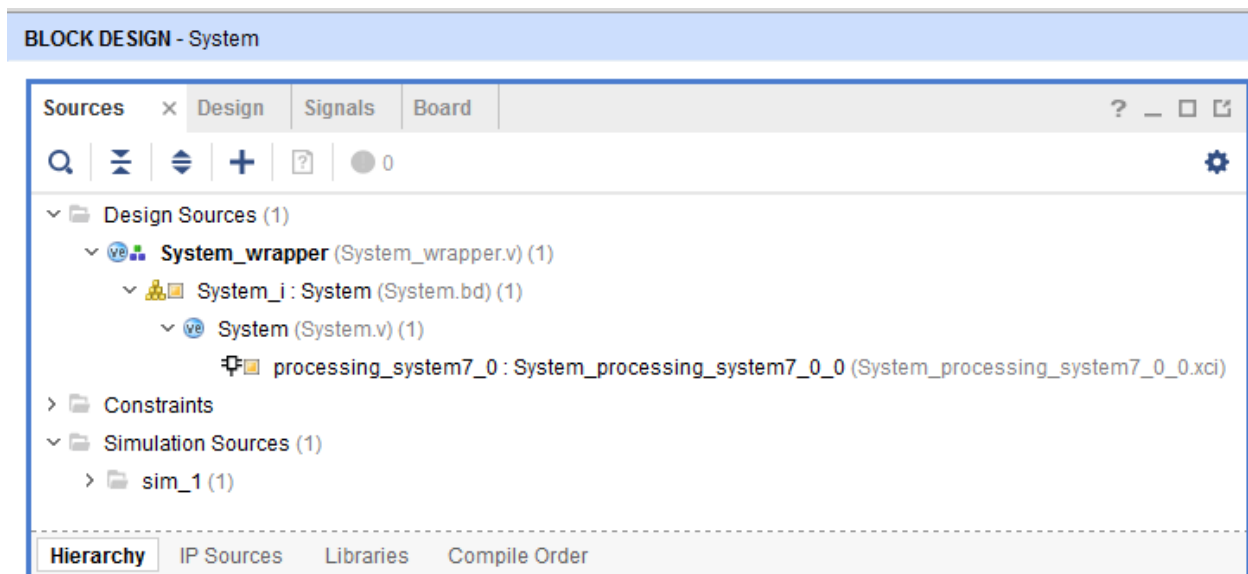 BLOCK DESIGN - System
Sources × Design Signals Board ?
? 0
Design Sources (1)
ve System_wrapper (System_wrapper.v) (1)
System_i : System (System.bd) (1)
ve System (System.v) (1)
processing_system7_0 : System_processing_system7_0_0 (System_processing_system7_0_0.xci)
Constraints
Simulation Sources (1)
sim_1 (1)
Hierarchy IP Sources Libraries Compile Order